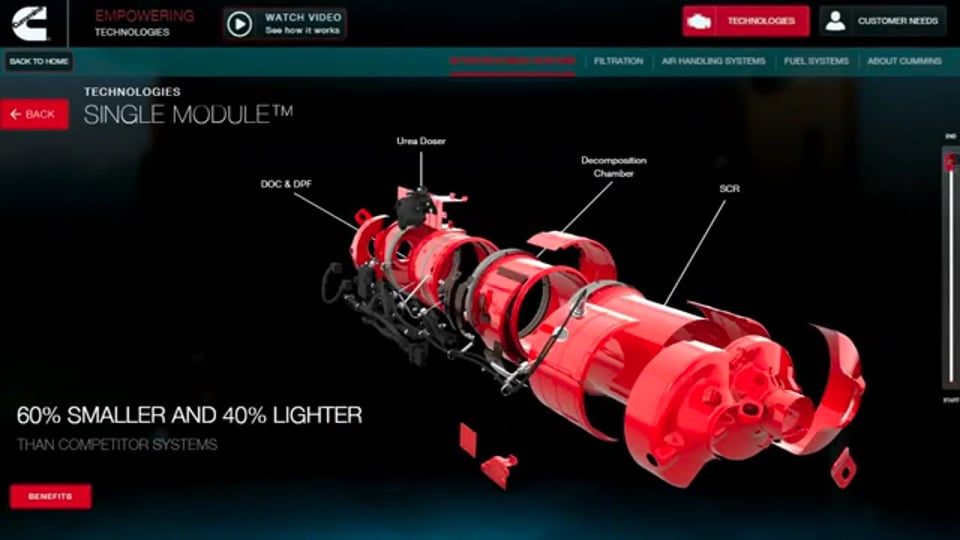 Cummins
EMPOWERING
TECHNOLOGIES
WATCH VIDEO
See how it works
TECHNOLOGIES
CUSTOMER NEEDS
BACK TO HOME
FILTRATION
AIR HANDLING SYSTEMS
FUEL SYSTEMS
ABOUT CUMMINS
TECHNOLOGIES
BACK
SINGLE MODULE™
END
Urea Doser
Decomposition
Chamber
DOC & DPF
SCR
START
60% SMALLER AND 40% LIGHTER
THAN COMPETITOR SYSTEMS
BENEFITS